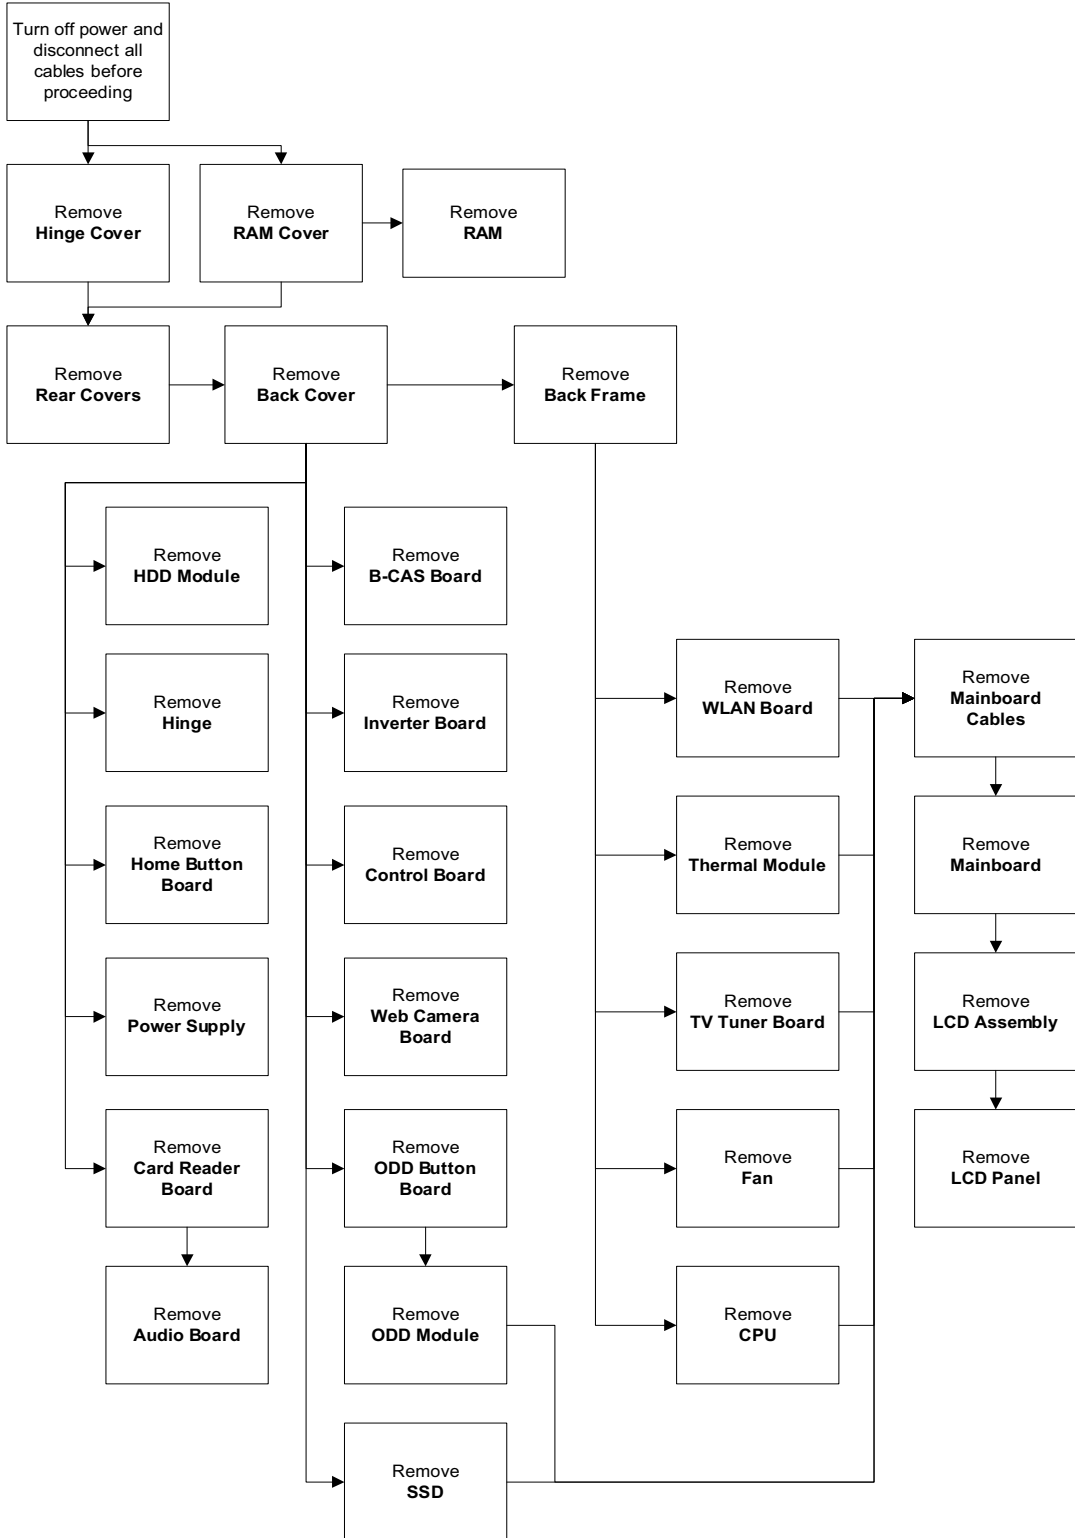 Turn off power and
disconnect all
cables before
proceeding
Remove
Hinge Cover
Remove
RAM Cover
Remove
RAM
Remove
Rear Covers
Remove
Back Cover
Remove
Back Frame
Remove
HDD Module
Remove
B-CAS Board
Remove
Hinge
Remove
Inverter Board
Remove
Home Button
Board
Remove
Control Board
Remove
Power Supply
Remove
Web Camera
Board
Remove
Card Reader
Board
Remove
ODD Button
Board
Remove
Audio Board
Remove
ODD Module
Remove
SSD
Remove
WLAN Board
Remove
Thermal Module
Remove
TV Tuner Board
Remove
Fan
Remove
CPU
Remove
Mainboard
Cables
Remove
Mainboard
Remove
LCD Assembly
Remove
LCD Panel